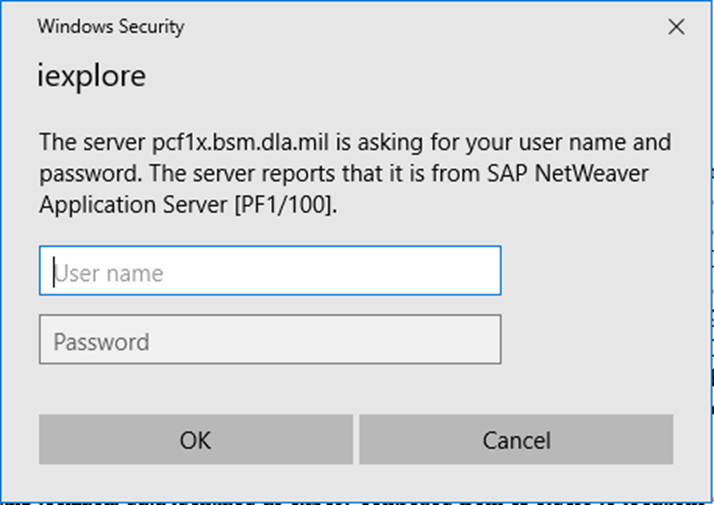 Windows Security
iexplore
The server pcf1x.bsm.dla.mil is asking for your user name and
password. The server reports that it is from SAP NetWeaver
Application Server [PF1/100].
User name
Password
OK
Cancel